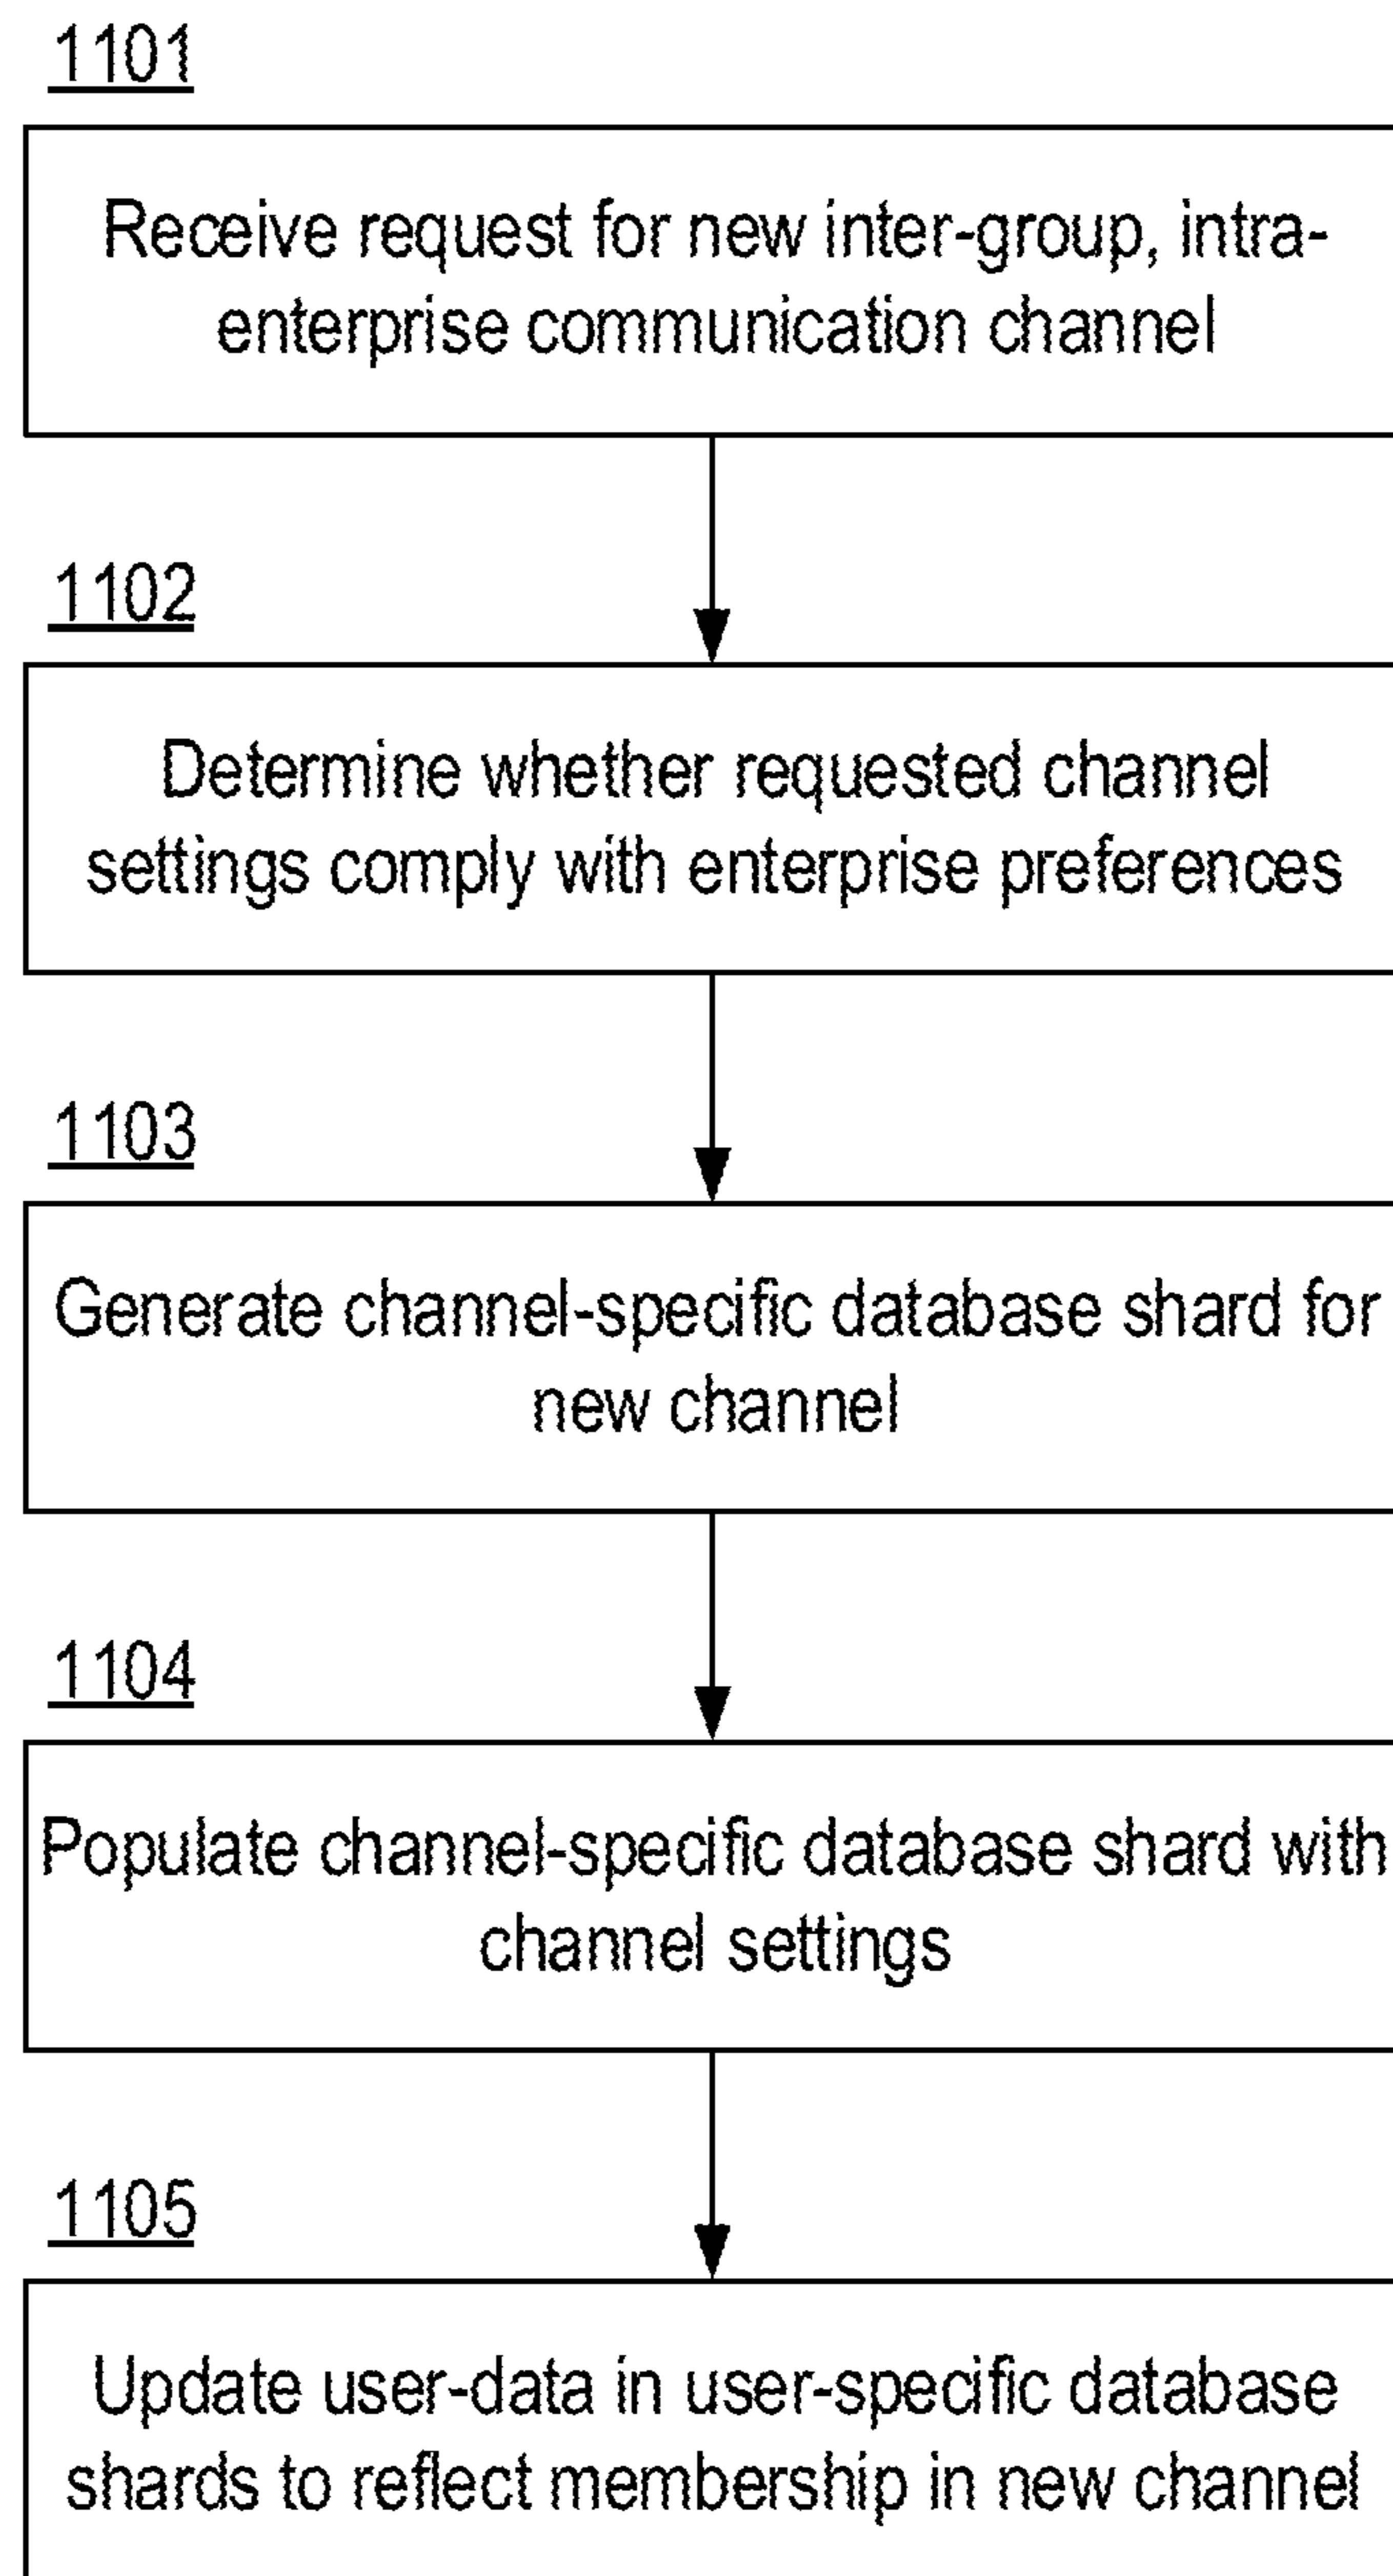 1101
Receive request for new inter-group, intra-
enterprise communication channel
1102
Determine whether requested channel
settings comply with enterprise preferences
1103
Generate channel-specific database shard for
new channel
1104
Populate channel-specific database shard with
channel settings
1105
Update user-data in user-specific database
shards to reflect membership in new channel